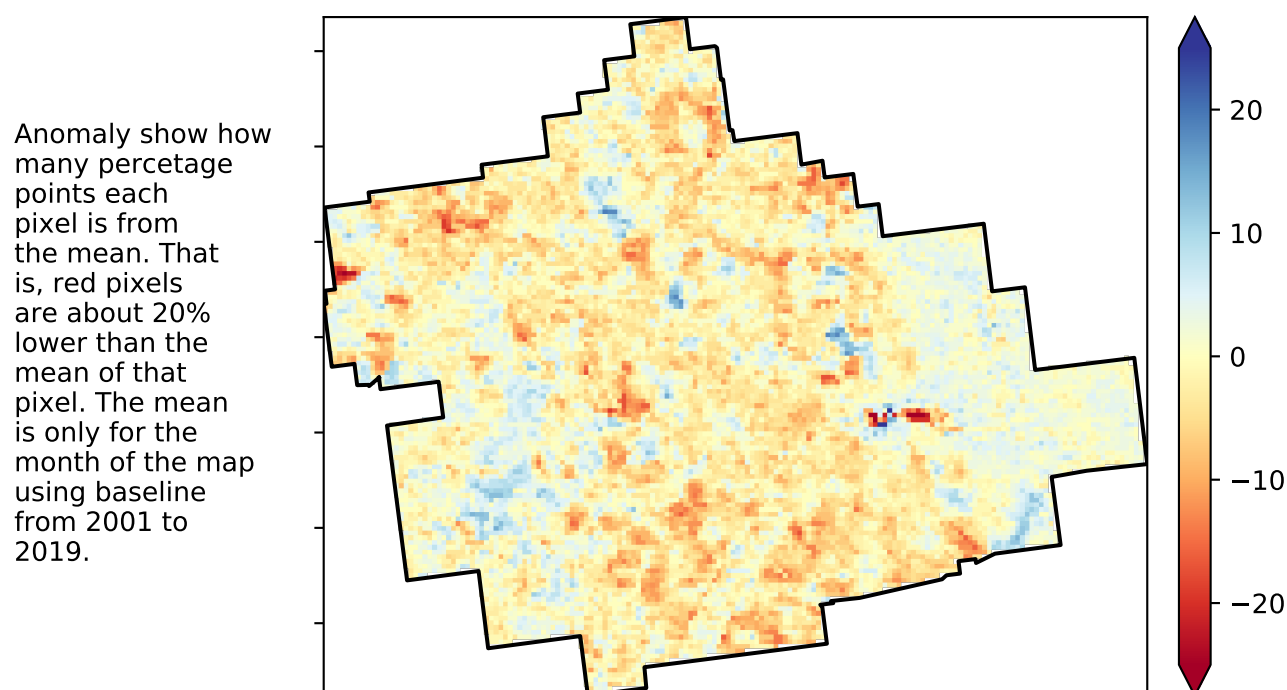 Anomaly show how
many percetage
points each
pixel is from
the mean. That
is, red pixels
are about 20%
lower than the
mean of that
pixel. The mean
is only for the
month of the map
using baseline
from 2001 to
2019.
20
10
0
−10
−20